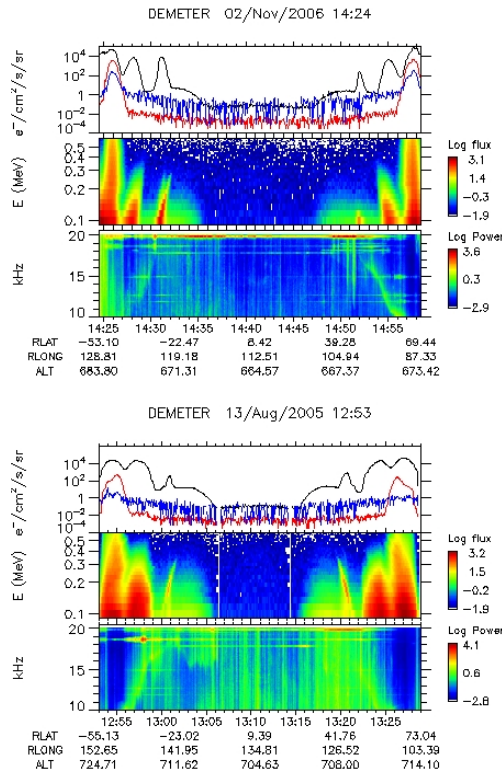 DEMETER 02/Nov/2006 14:24
e⁻/cm²/s/sr
10⁴
10²
1
10⁻²
10⁻⁴
E (MeV)
0.5
0.3
0.2
0.1
Log flux
3.1
1.4
-0.3
-1.9
kHz
20
15
10
Log Power
3.6
0.3
-2.9
14:25 14:30 14:35 14:40 14:45 14:50 14:55
RLAT -53.10 -22.47 8.42 39.28 69.44
RLONG 128.81 119.18 112.51 104.94 87.33
ALT 683.80 671.31 664.57 667.37 673.42
DEMETER 13/Aug/2005 12:53
e⁻/cm²/s/sr
10⁴
10²
1
10⁻²
10⁻⁴
E (MeV)
0.5
0.3
0.2
0.1
Log flux
3.2
1.5
-0.2
-1.9
kHz
20
15
10
Log Power
4.1
0.6
-2.8
12:55 13:00 13:05 13:10 13:15 13:20 13:25
RLAT -55.13 -23.02 9.39 41.76 73.04
RLONG 152.65 141.95 134.81 126.52 103.39
ALT 724.71 711.62 704.63 708.00 714.10